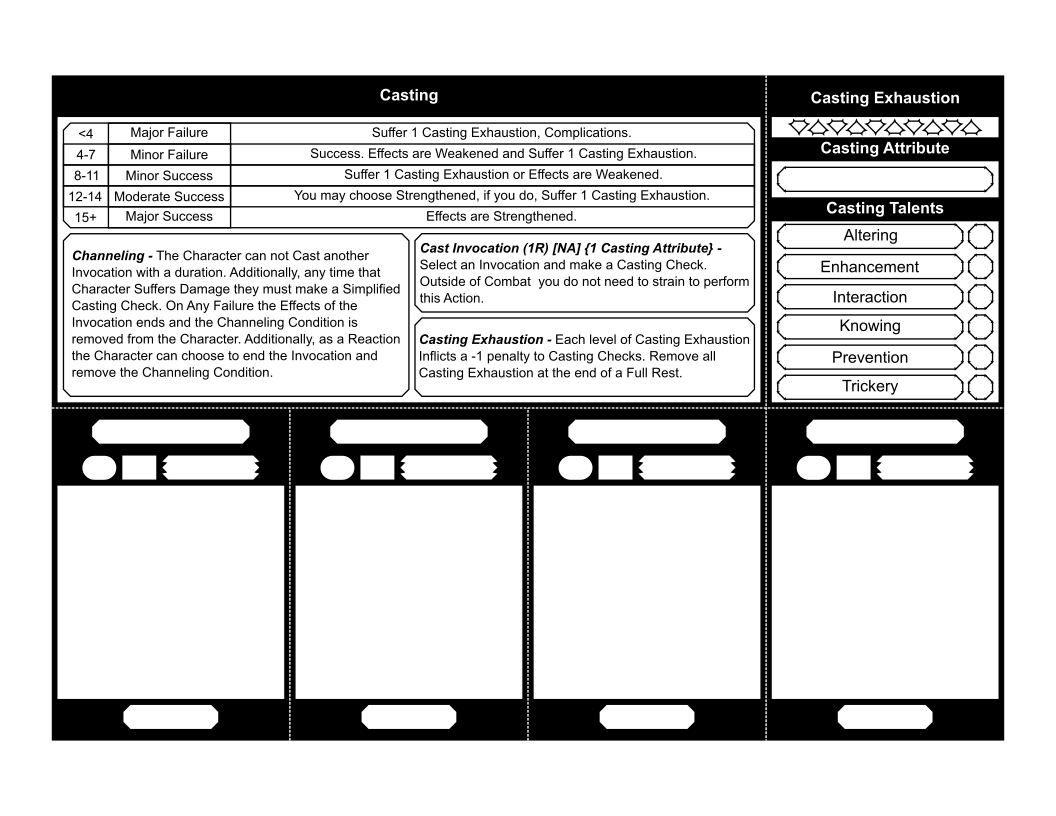 Casting
<4 Major Failure Suffer 1 Casting Exhaustion, Complications.
4-7 Minor Failure Success. Effects are Weakened and Suffer 1 Casting Exhaustion.
8-11 Minor Success Suffer 1 Casting Exhaustion or Effects are Weakened.
12-14 Moderate Success You may choose Strengthened, if you do, Suffer 1 Casting Exhaustion.
15+ Major Success Effects are Strengthened.
Channeling - The Character can not Cast another
Invocation with a duration. Additionally, any time that
Character Suffers Damage they must make a Simplified
Casting Check. On Any Failure the Effects of the
Invocation ends and the Channeling Condition is
removed from the Character. Additionally, as a Reaction
the Character can choose to end the Invocation and
remove the Channeling Condition.
Cast Invocation (1R) [NA] {1 Casting Attribute} -
Select an Invocation and make a Casting Check.
Outside of Combat you do not need to strain to perform
this Action.
Casting Exhaustion - Each level of Casting Exhaustion
Inflicts a -1 penalty to Casting Checks. Remove all
Casting Exhaustion at the end of a Full Rest.
Casting Exhaustion
Casting Attribute
Casting Talents
Altering
Enhancement
Interaction
Knowing
Prevention
Trickery